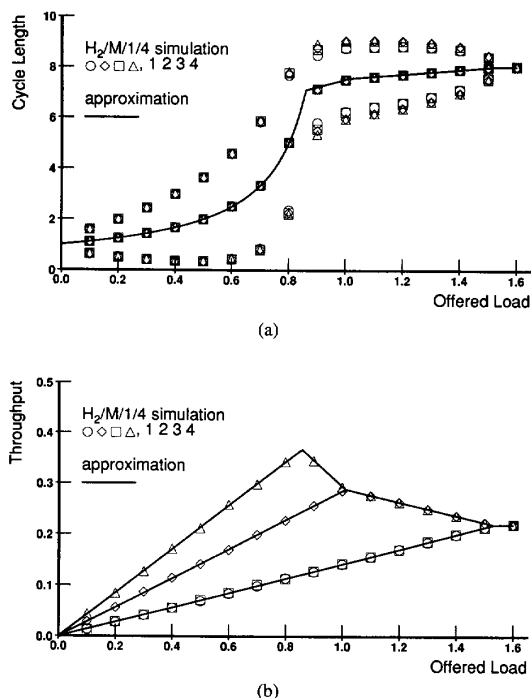 Cycle Length
10
8
6
4
2
0
H2/M/1/4 simulation
○◇□△, 1 2 3 4
approximation
0.0 0.2 0.4 0.6 0.8 1.0 1.2 1.4 1.6
Offered Load
(a)
Throughput
0.5
0.4
0.3
0.2
0.1
0.0
H2/M/1/4 simulation
○◇□△, 1 2 3 4
approximation
0.0 0.2 0.4 0.6 0.8 1.0 1.2 1.4 1.6
Offered Load
(b)